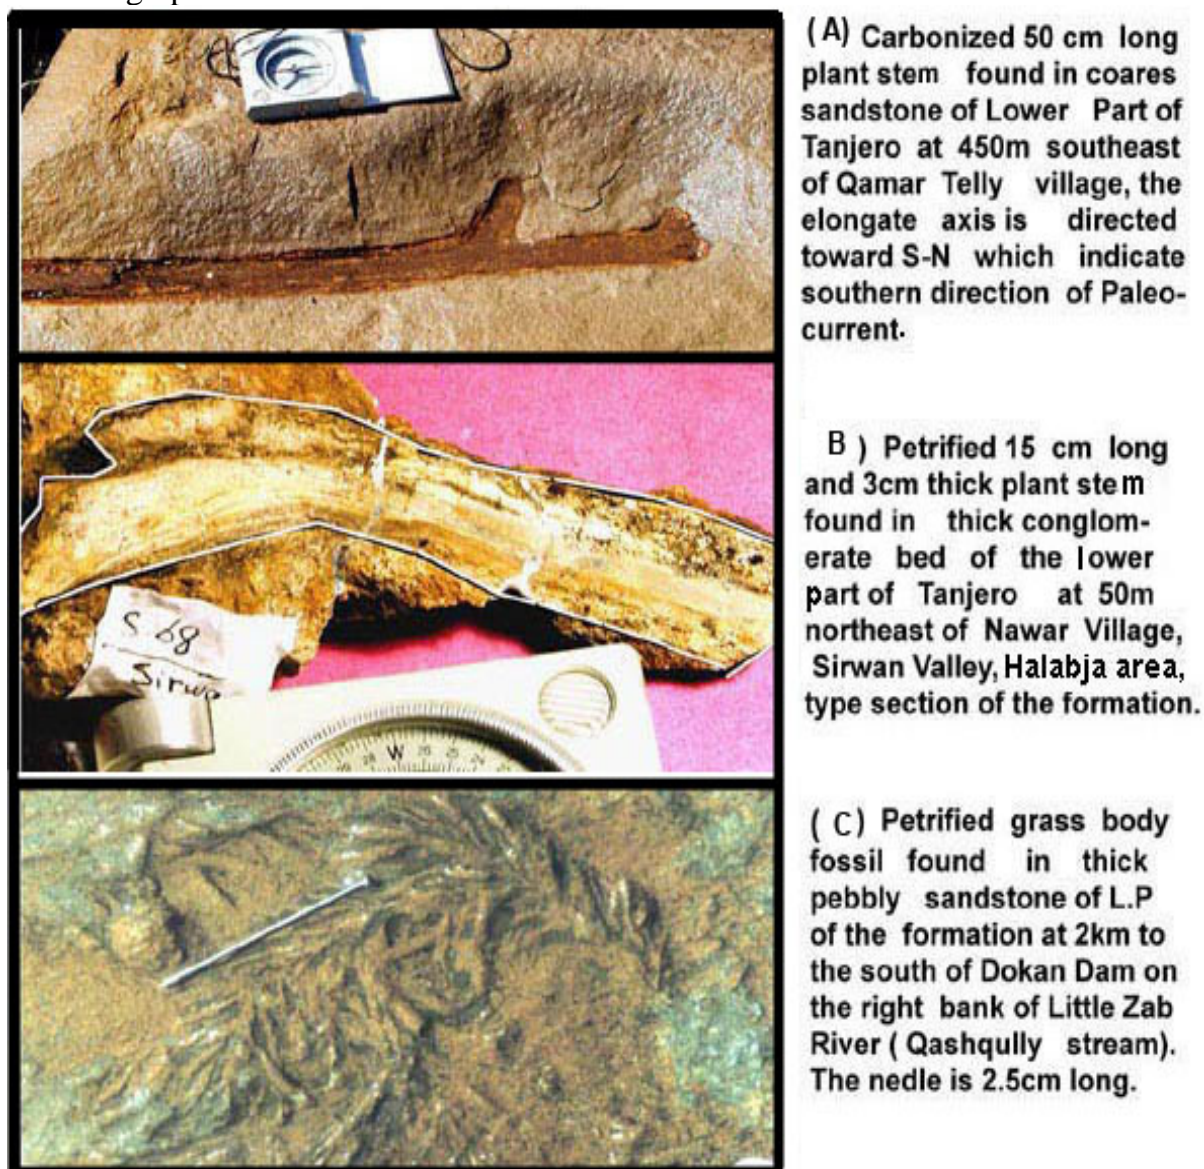 (A) Carbonized 50 cm long
plant stem found in coares
sandstone of Lower Part of
Tanjero at 450m southeast
of Qamar Telly village, the
elongate axis is directed
toward S-N which indicate
southern direction of Paleo-
current.
B ) Petrified 15 cm long
and 3cm thick plant stem
found in thick conglom-
erate bed of the lower
part of Tanjero at 50m
northeast of Nawar Village,
Sirwan Valley, Halabja area,
type section of the formation.
S 68
Sirwa
W 26
( C) Petrified grass body
fossil found in thick
pebbly sandstone of L.P
of the formation at 2km to
the south of Dokan Dam on
the right bank of Little Zab
River ( Qashqully stream).
The nedle is 2.5cm long.